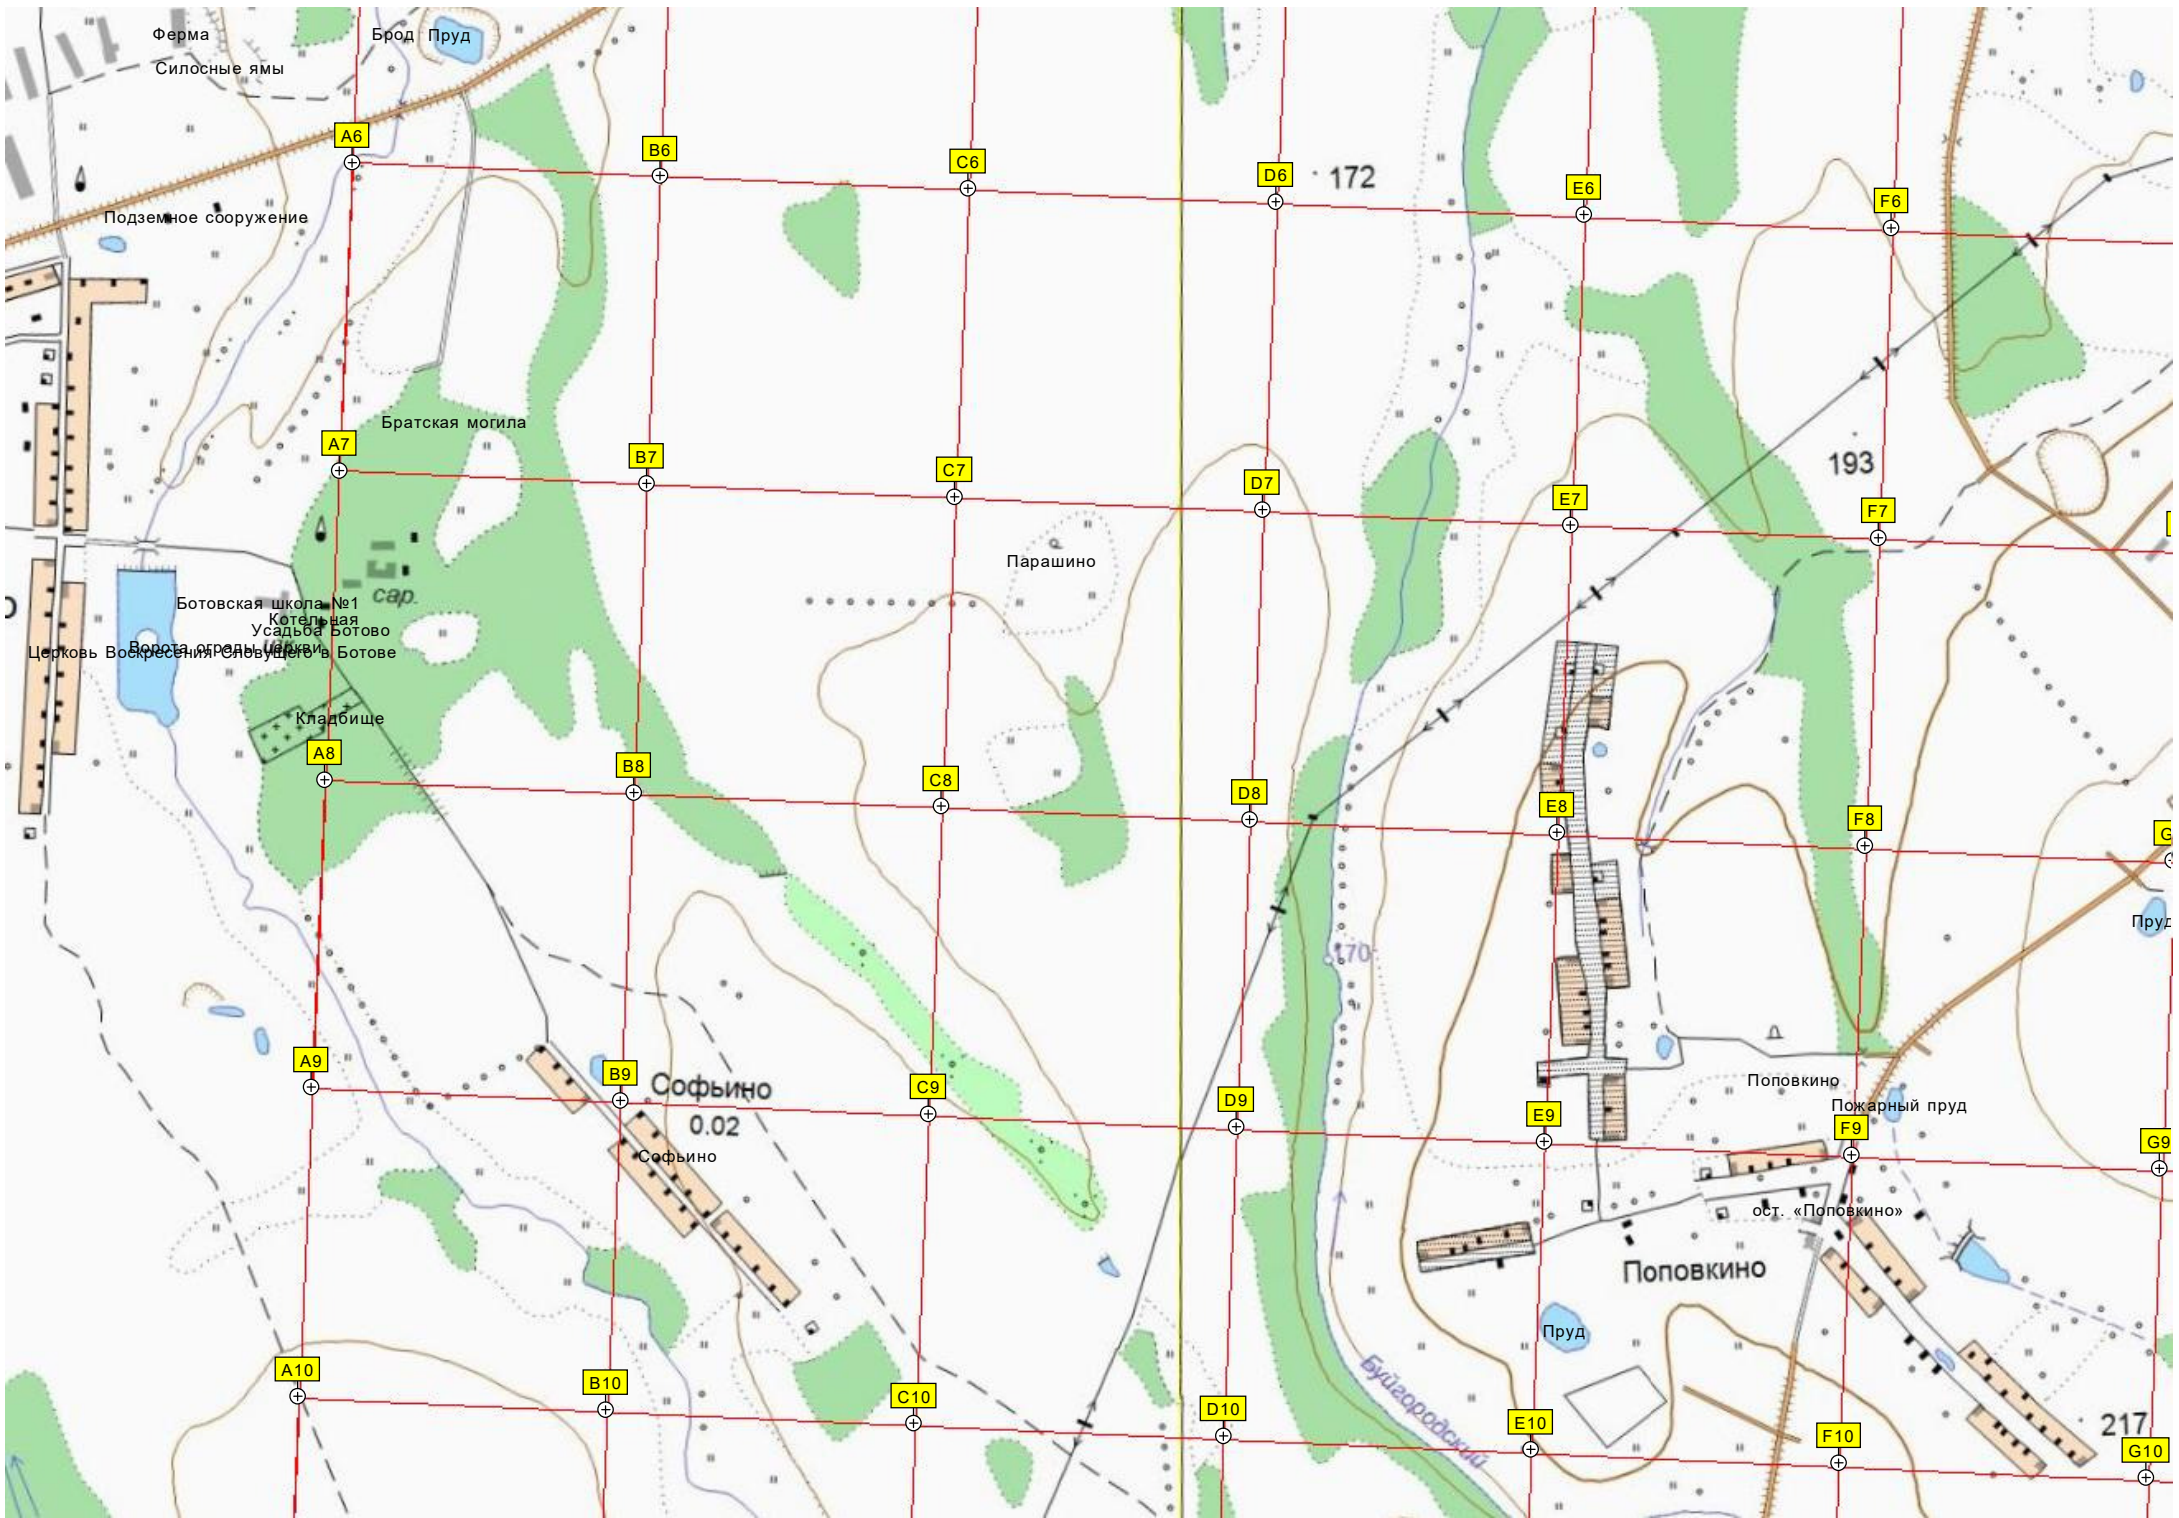 Ферма
Брод
Пруд
Силосные ямы
A6
B6
C6
D6
172
E6
F6
Подземное сооружение
Братская могила
A7
B7
C7
D7
E7
193
F7
Парашино
сар.
Ботовская школа №1
Котельная
Усадьба Ботово
Ворота ограды церкви
Церковь Воскресения Словущего в Ботове
Кладбище
A8
B8
C8
D8
E8
F8
G
Пруд
170
A9
B9
Софьино
0.02
C9
D9
E9
Поповкино
Пожарный пруд
F9
G9
Софьино
ост. «Поповкино»
Поповкино
Пруд
Буйгородский
A10
B10
C10
D10
E10
F10
217
G10